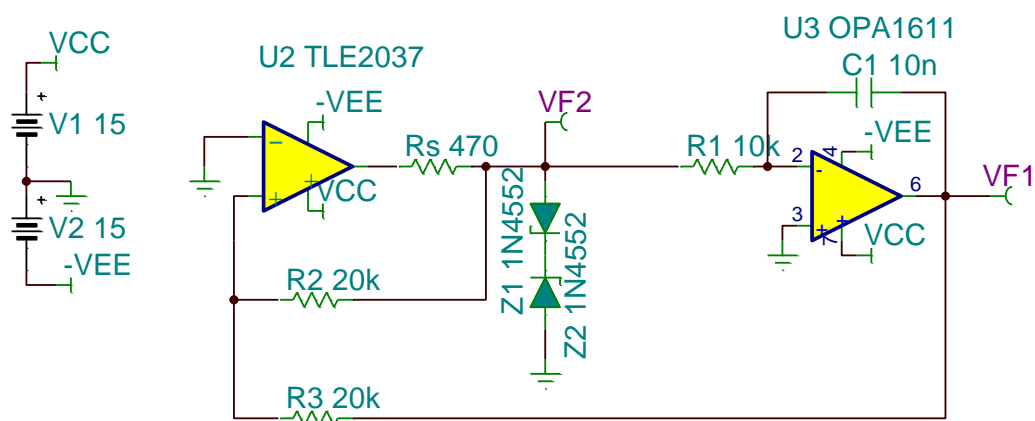 VCC
+
V1 15
+
V2 15
-VEE
U2 TLE2037
-VEE
−
+
+
VCC
Rs 470
VF2
R2 20k
R3 20k
Z1 1N4552
Z2 1N4552
R1 10k
U3 OPA1611
C1 10n
-VEE
2
4
-
6
3
+
+
7
VCC
VF1